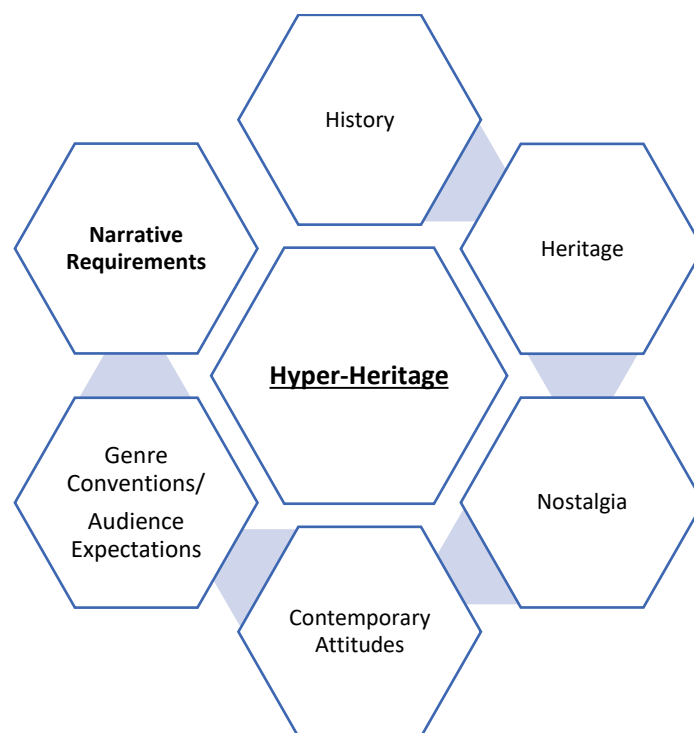 History
Heritage
Nostalgia
Contemporary
Attitudes
Genre
Conventions/
Audience
Expectations
Narrative
Requirements
Hyper-Heritage